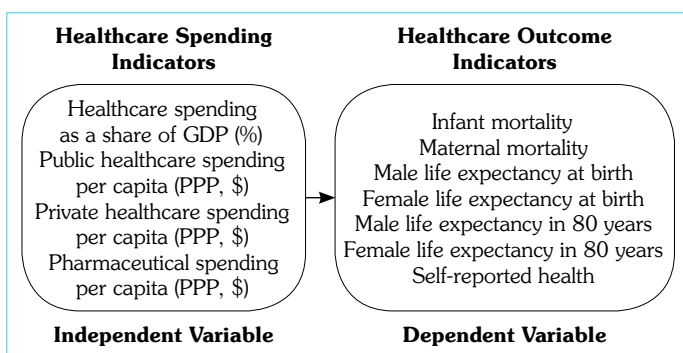 Healthcare Spending
Indicators
Healthcare spending
as a share of GDP (%)
Public healthcare spending
per capita (PPP, $)
Private healthcare spending
per capita (PPP, $)
Pharmaceutical spending
per capita (PPP, $)
Independent Variable
Healthcare Outcome
Indicators
Infant mortality
Maternal mortality
Male life expectancy at birth
Female life expectancy at birth
Male life expectancy in 80 years
Female life expectancy in 80 years
Self-reported health
Dependent Variable